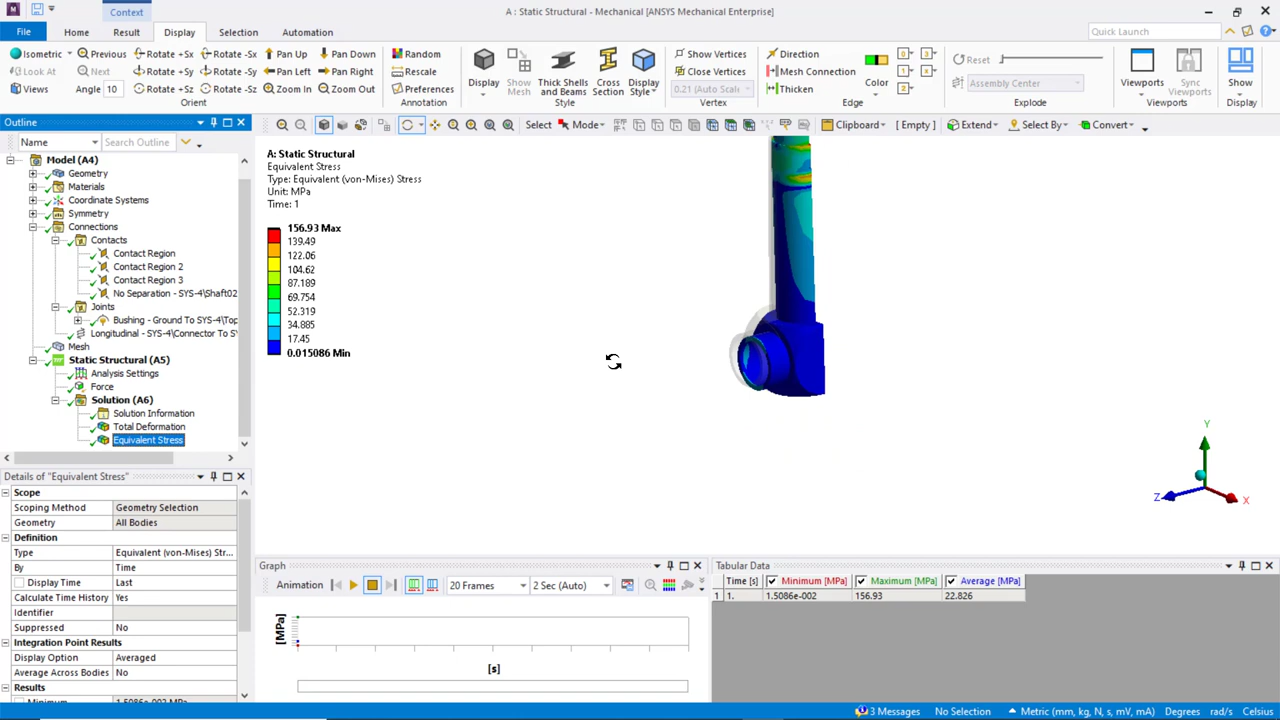 Context
A : Static Structural - Mechanical [ANSYS Mechanical Enterprise]
File Home Result Display Selection Automation
Quick Launch
Isometric Previous Rotate +Sx Rotate -Sx Pan Up Pan Down Random Show Vertices Direction Reset
Look At Next Rotate +Sy Rotate -Sy Pan Left Pan Right Rescale Close Vertices Mesh Connection Assembly Center
Views Angle 10 Rotate +Sz Rotate -Sz Zoom In Zoom Out Preferences 0.21 (Auto Scale) Thicken
Display Show Mesh Thick Shells and Beams Cross Section Display Style Color Viewports Sync Viewports Show
Orient Annotation Style Vertex Edge Explode Viewports Display
Outline
Select Mode Clipboard [ Empty ] Extend Select By Convert
Name Search Outline
Model (A4)
Geometry
Materials
Coordinate Systems
Symmetry
Connections
Contacts
Contact Region
Contact Region 2
Contact Region 3
No Separation - SYS-4\Shaft02
Joints
Bushing - Ground To SYS-4\Top
Longitudinal - SYS-4\Connector To SY
Mesh
Static Structural (A5)
Analysis Settings
Force
Solution (A6)
Solution Information
Total Deformation
Equivalent Stress
A: Static Structural
Equivalent Stress
Type: Equivalent (von-Mises) Stress
Unit: MPa
Time: 1
156.93 Max
139.49
122.06
104.62
87.189
69.754
52.319
34.885
17.45
0.015086 Min
Y
Z
X
Details of "Equivalent Stress"
Scope
Scoping Method Geometry Selection
Geometry All Bodies
Definition
Type Equivalent (von-Mises) Str...
By Time
Display Time Last
Calculate Time History Yes
Identifier
Suppressed No
Integration Point Results
Display Option Averaged
Average Across Bodies No
Results
Minimum 1.5086e-002 MPa
Graph
Animation 20 Frames 2 Sec (Auto)
[MPa]
[s]
Tabular Data
Time [s] Minimum [MPa] Maximum [MPa] Average [MPa]
1 1. 1.5086e-002 156.93 22.826
3 Messages No Selection Metric (mm, kg, N, s, mV, mA) Degrees rad/s Celsius